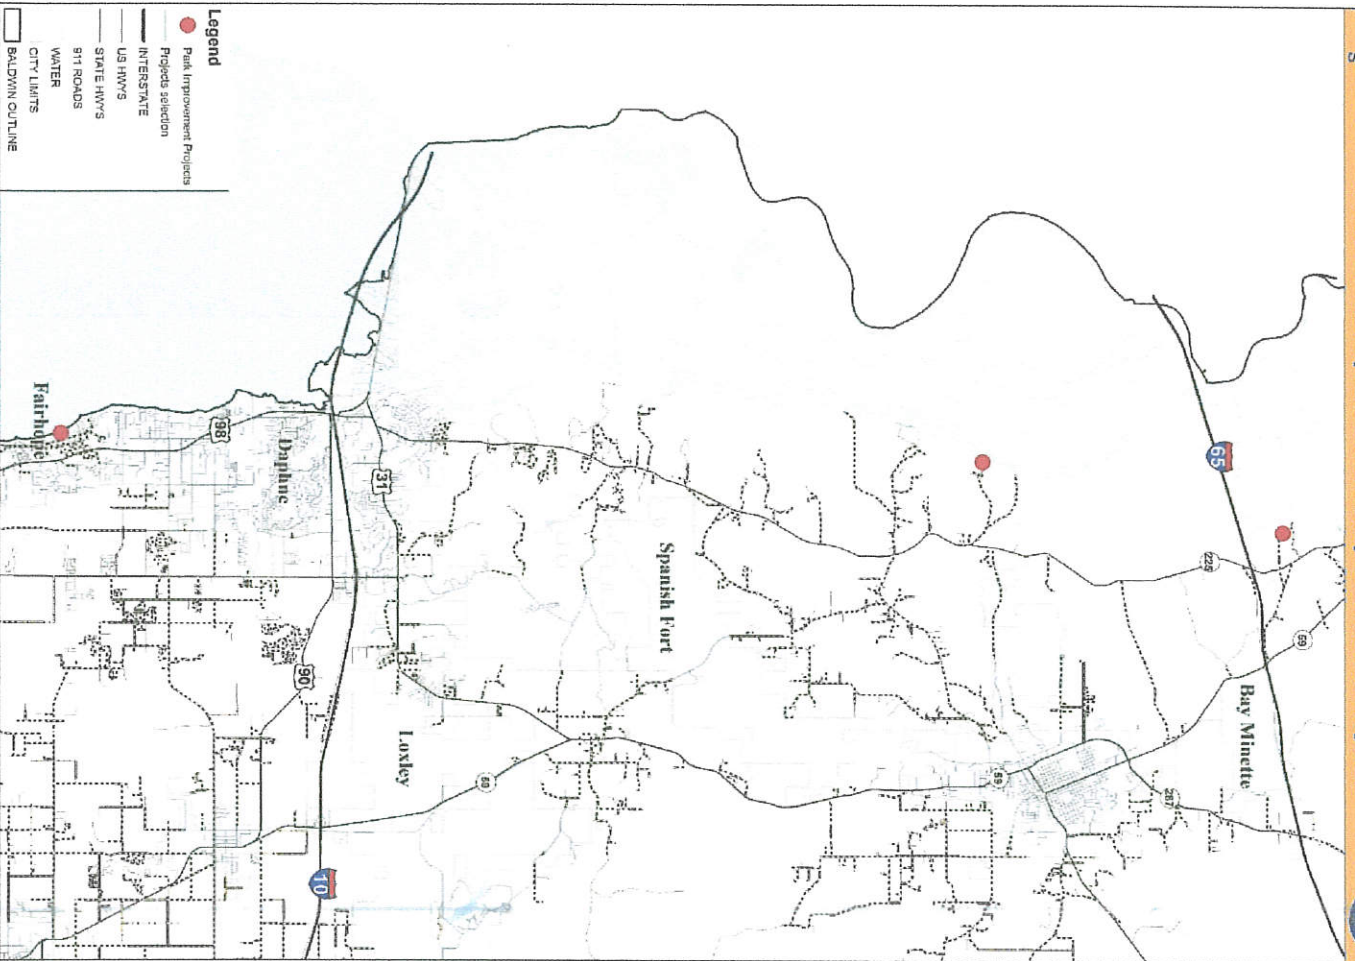 65
225
59
Bay Minette
287
59
Spanish Fort
31
98
Daphne
Fairhope
90
Loxley
10
Legend
Park Improvement Projects
Projects selection
INTERSTATE
US HWYS
STATE HWYS
911 ROADS
WATER
CITY LIMITS
BALDWIN OUTLINE